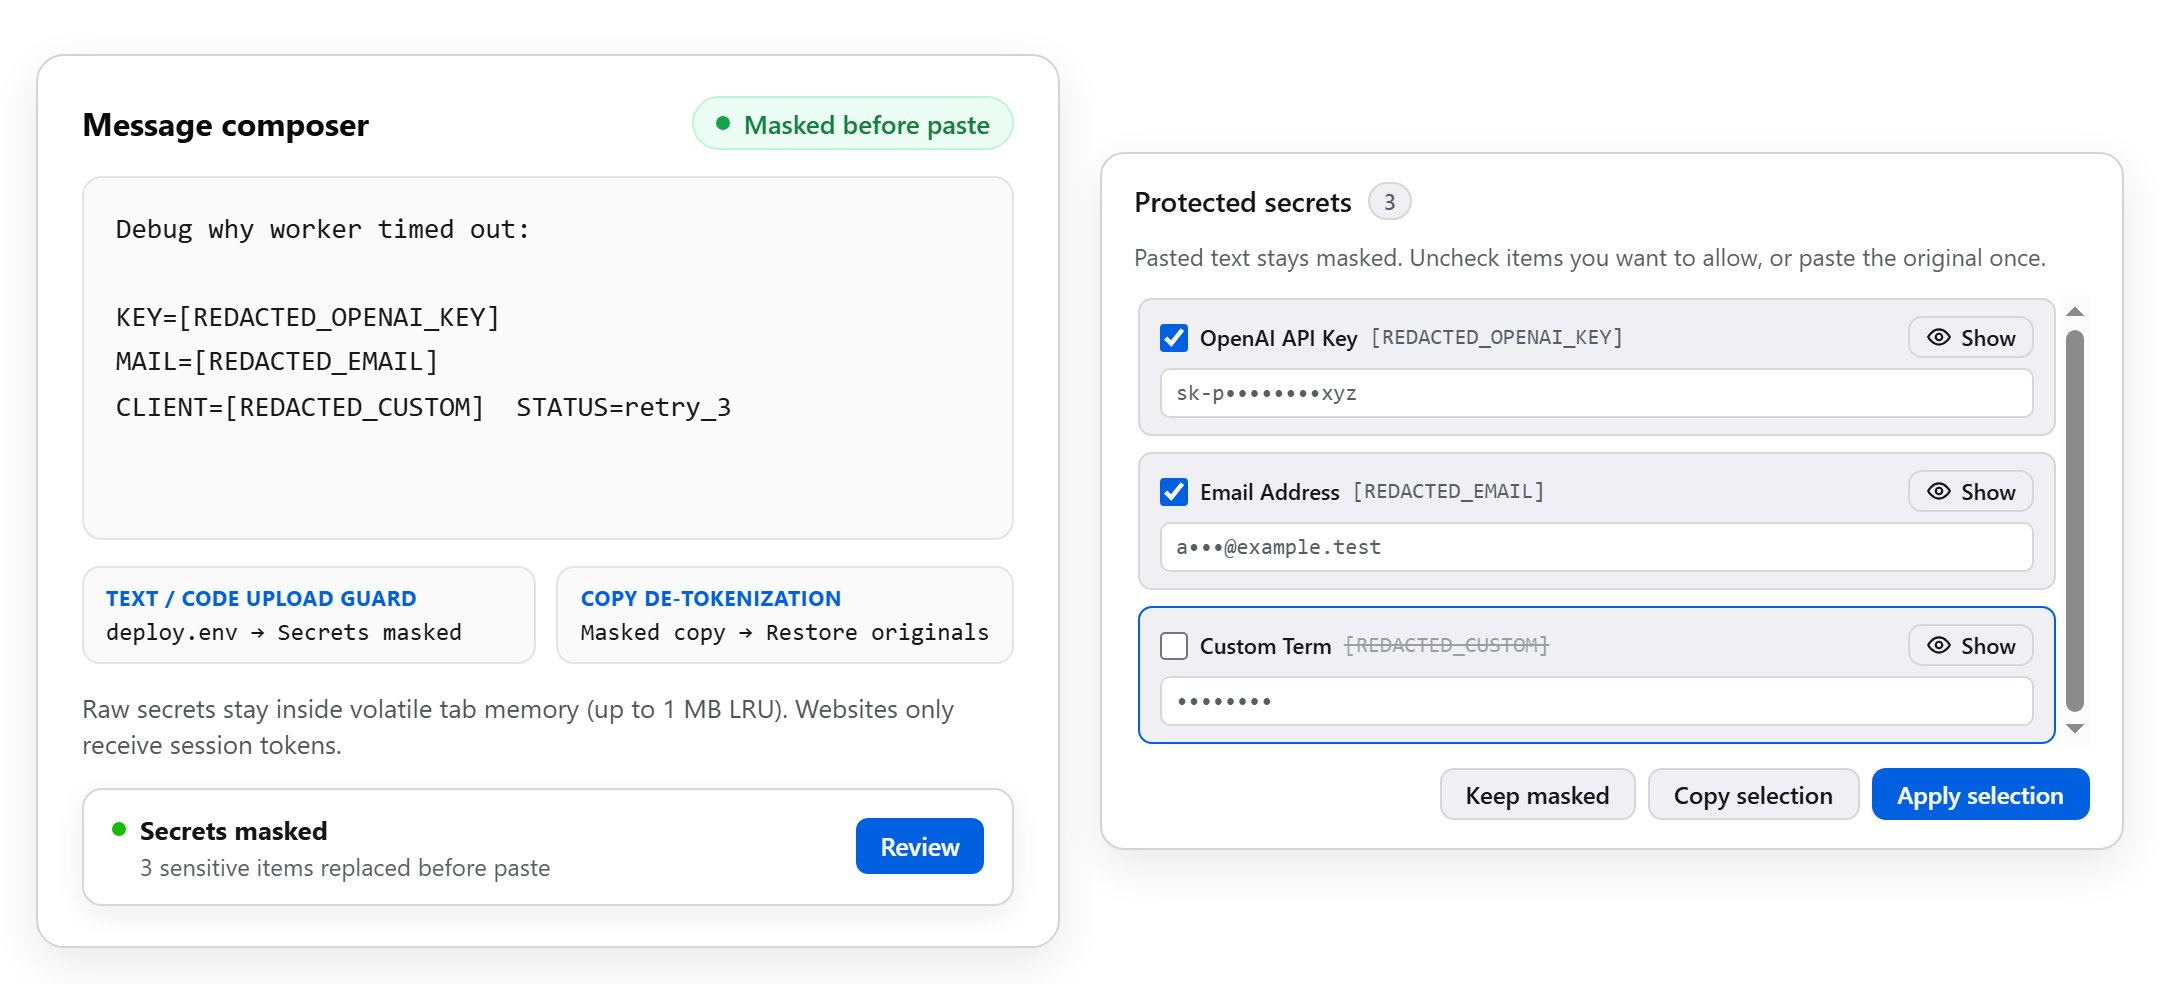 Message composer
Masked before paste
Debug why worker timed out:
KEY=[REDACTED_OPENAI_KEY]
MAIL=[REDACTED_EMAIL]
CLIENT=[REDACTED_CUSTOM]  STATUS=retry_3
TEXT / CODE UPLOAD GUARD
deploy.env → Secrets masked
COPY DE-TOKENIZATION
Masked copy → Restore originals
Raw secrets stay inside volatile tab memory (up to 1 MB LRU). Websites only
receive session tokens.
Secrets masked
3 sensitive items replaced before paste
Review
Protected secrets 3
Pasted text stays masked. Uncheck items you want to allow, or paste the original once.
OpenAI API Key [REDACTED_OPENAI_KEY] Show
sk-p••••••••xyz
Email Address [REDACTED_EMAIL] Show
a•••@example.test
Custom Term [REDACTED_CUSTOM] Show
••••••••
Keep masked
Copy selection
Apply selection